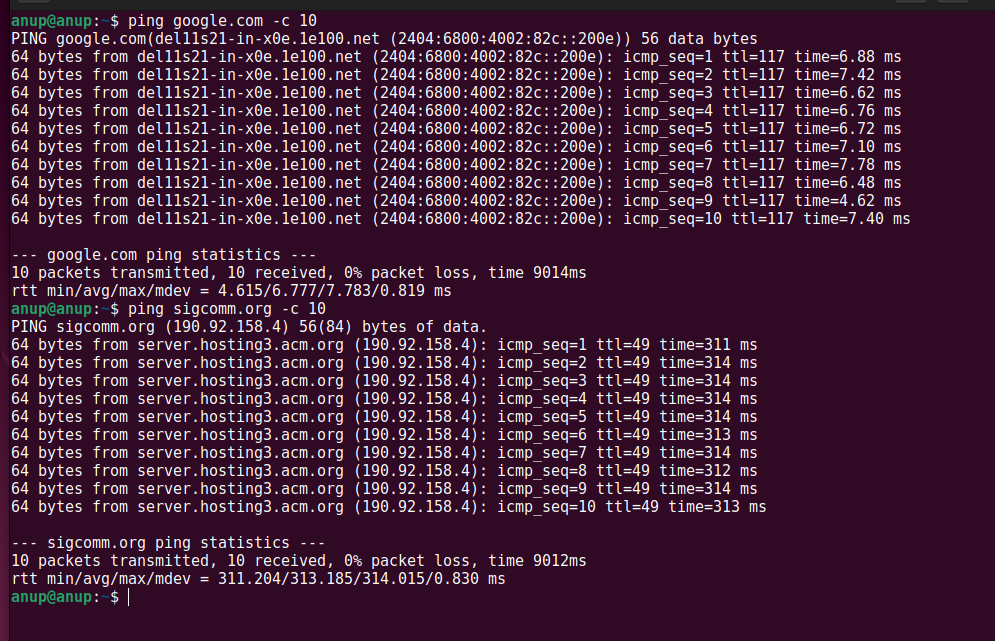 anup@anup:~$ ping google.com -c 10
PING google.com(del11s21-in-x0e.1e100.net (2404:6800:4002:82c::200e)) 56 data bytes
64 bytes from del11s21-in-x0e.1e100.net (2404:6800:4002:82c::200e): icmp_seq=1 ttl=117 time=6.88 ms
64 bytes from del11s21-in-x0e.1e100.net (2404:6800:4002:82c::200e): icmp_seq=2 ttl=117 time=7.42 ms
64 bytes from del11s21-in-x0e.1e100.net (2404:6800:4002:82c::200e): icmp_seq=3 ttl=117 time=6.62 ms
64 bytes from del11s21-in-x0e.1e100.net (2404:6800:4002:82c::200e): icmp_seq=4 ttl=117 time=6.76 ms
64 bytes from del11s21-in-x0e.1e100.net (2404:6800:4002:82c::200e): icmp_seq=5 ttl=117 time=6.72 ms
64 bytes from del11s21-in-x0e.1e100.net (2404:6800:4002:82c::200e): icmp_seq=6 ttl=117 time=7.10 ms
64 bytes from del11s21-in-x0e.1e100.net (2404:6800:4002:82c::200e): icmp_seq=7 ttl=117 time=7.78 ms
64 bytes from del11s21-in-x0e.1e100.net (2404:6800:4002:82c::200e): icmp_seq=8 ttl=117 time=6.48 ms
64 bytes from del11s21-in-x0e.1e100.net (2404:6800:4002:82c::200e): icmp_seq=9 ttl=117 time=4.62 ms
64 bytes from del11s21-in-x0e.1e100.net (2404:6800:4002:82c::200e): icmp_seq=10 ttl=117 time=7.40 ms
--- google.com ping statistics ---
10 packets transmitted, 10 received, 0% packet loss, time 9014ms
rtt min/avg/max/mdev = 4.615/6.777/7.783/0.819 ms
anup@anup:~$ ping sigcomm.org -c 10
PING sigcomm.org (190.92.158.4) 56(84) bytes of data.
64 bytes from server.hosting3.acm.org (190.92.158.4): icmp_seq=1 ttl=49 time=311 ms
64 bytes from server.hosting3.acm.org (190.92.158.4): icmp_seq=2 ttl=49 time=314 ms
64 bytes from server.hosting3.acm.org (190.92.158.4): icmp_seq=3 ttl=49 time=314 ms
64 bytes from server.hosting3.acm.org (190.92.158.4): icmp_seq=4 ttl=49 time=314 ms
64 bytes from server.hosting3.acm.org (190.92.158.4): icmp_seq=5 ttl=49 time=314 ms
64 bytes from server.hosting3.acm.org (190.92.158.4): icmp_seq=6 ttl=49 time=313 ms
64 bytes from server.hosting3.acm.org (190.92.158.4): icmp_seq=7 ttl=49 time=314 ms
64 bytes from server.hosting3.acm.org (190.92.158.4): icmp_seq=8 ttl=49 time=312 ms
64 bytes from server.hosting3.acm.org (190.92.158.4): icmp_seq=9 ttl=49 time=314 ms
64 bytes from server.hosting3.acm.org (190.92.158.4): icmp_seq=10 ttl=49 time=313 ms
--- sigcomm.org ping statistics ---
10 packets transmitted, 10 received, 0% packet loss, time 9012ms
rtt min/avg/max/mdev = 311.204/313.185/314.015/0.830 ms
anup@anup:~$